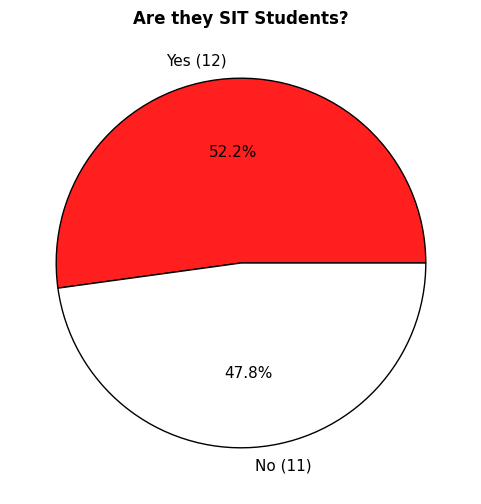 Are they SIT Students?
Yes (12)
52.2%
47.8%
No (11)